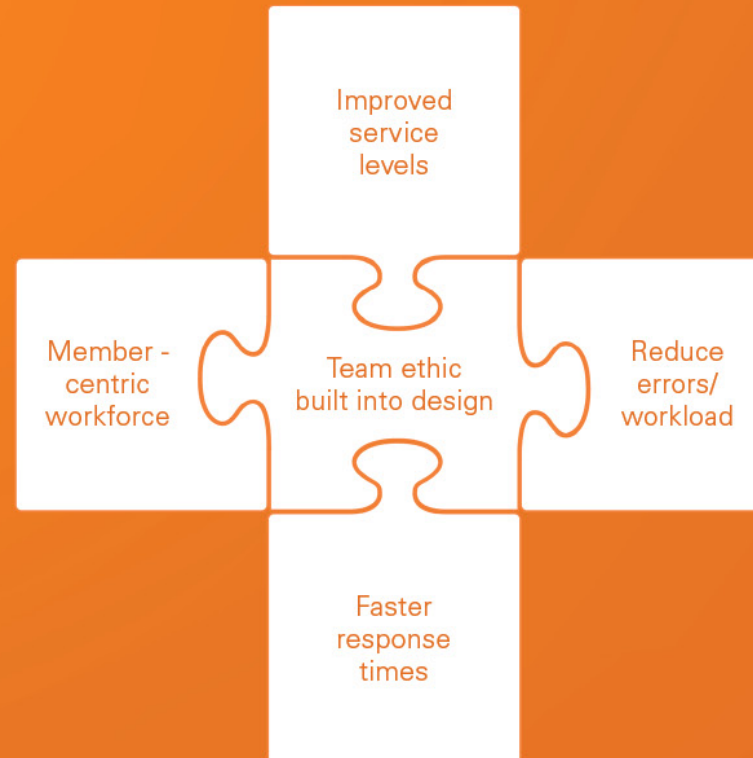 Improved
service
levels
Member -
centric
workforce
Team ethic
built into design
Reduce
errors/
workload
Faster
response
times